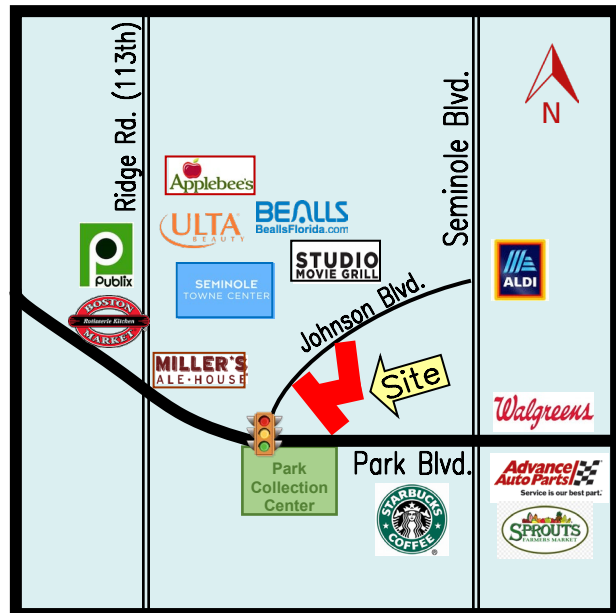 Ridge Rd. (113th)
Seminole Blvd.
N
Applebee's
ULTA
BEAUTY
BEALLS
BeallsFlorida.com
STUDIO
MOVIE GRILL
Publix
SEMINOLE
TOWNE CENTER
ALDI
BOSTON
Rotisserie Kitchen
MARKET
Johnson Blvd.
MILLER'S
ALE·HOUSE
Site
Walgreens
Park Blvd.
Park
Collection
Center
Advance
Auto Parts
Service is our best part.
STARBUCKS
COFFEE
SPROUTS
FARMERS MARKET